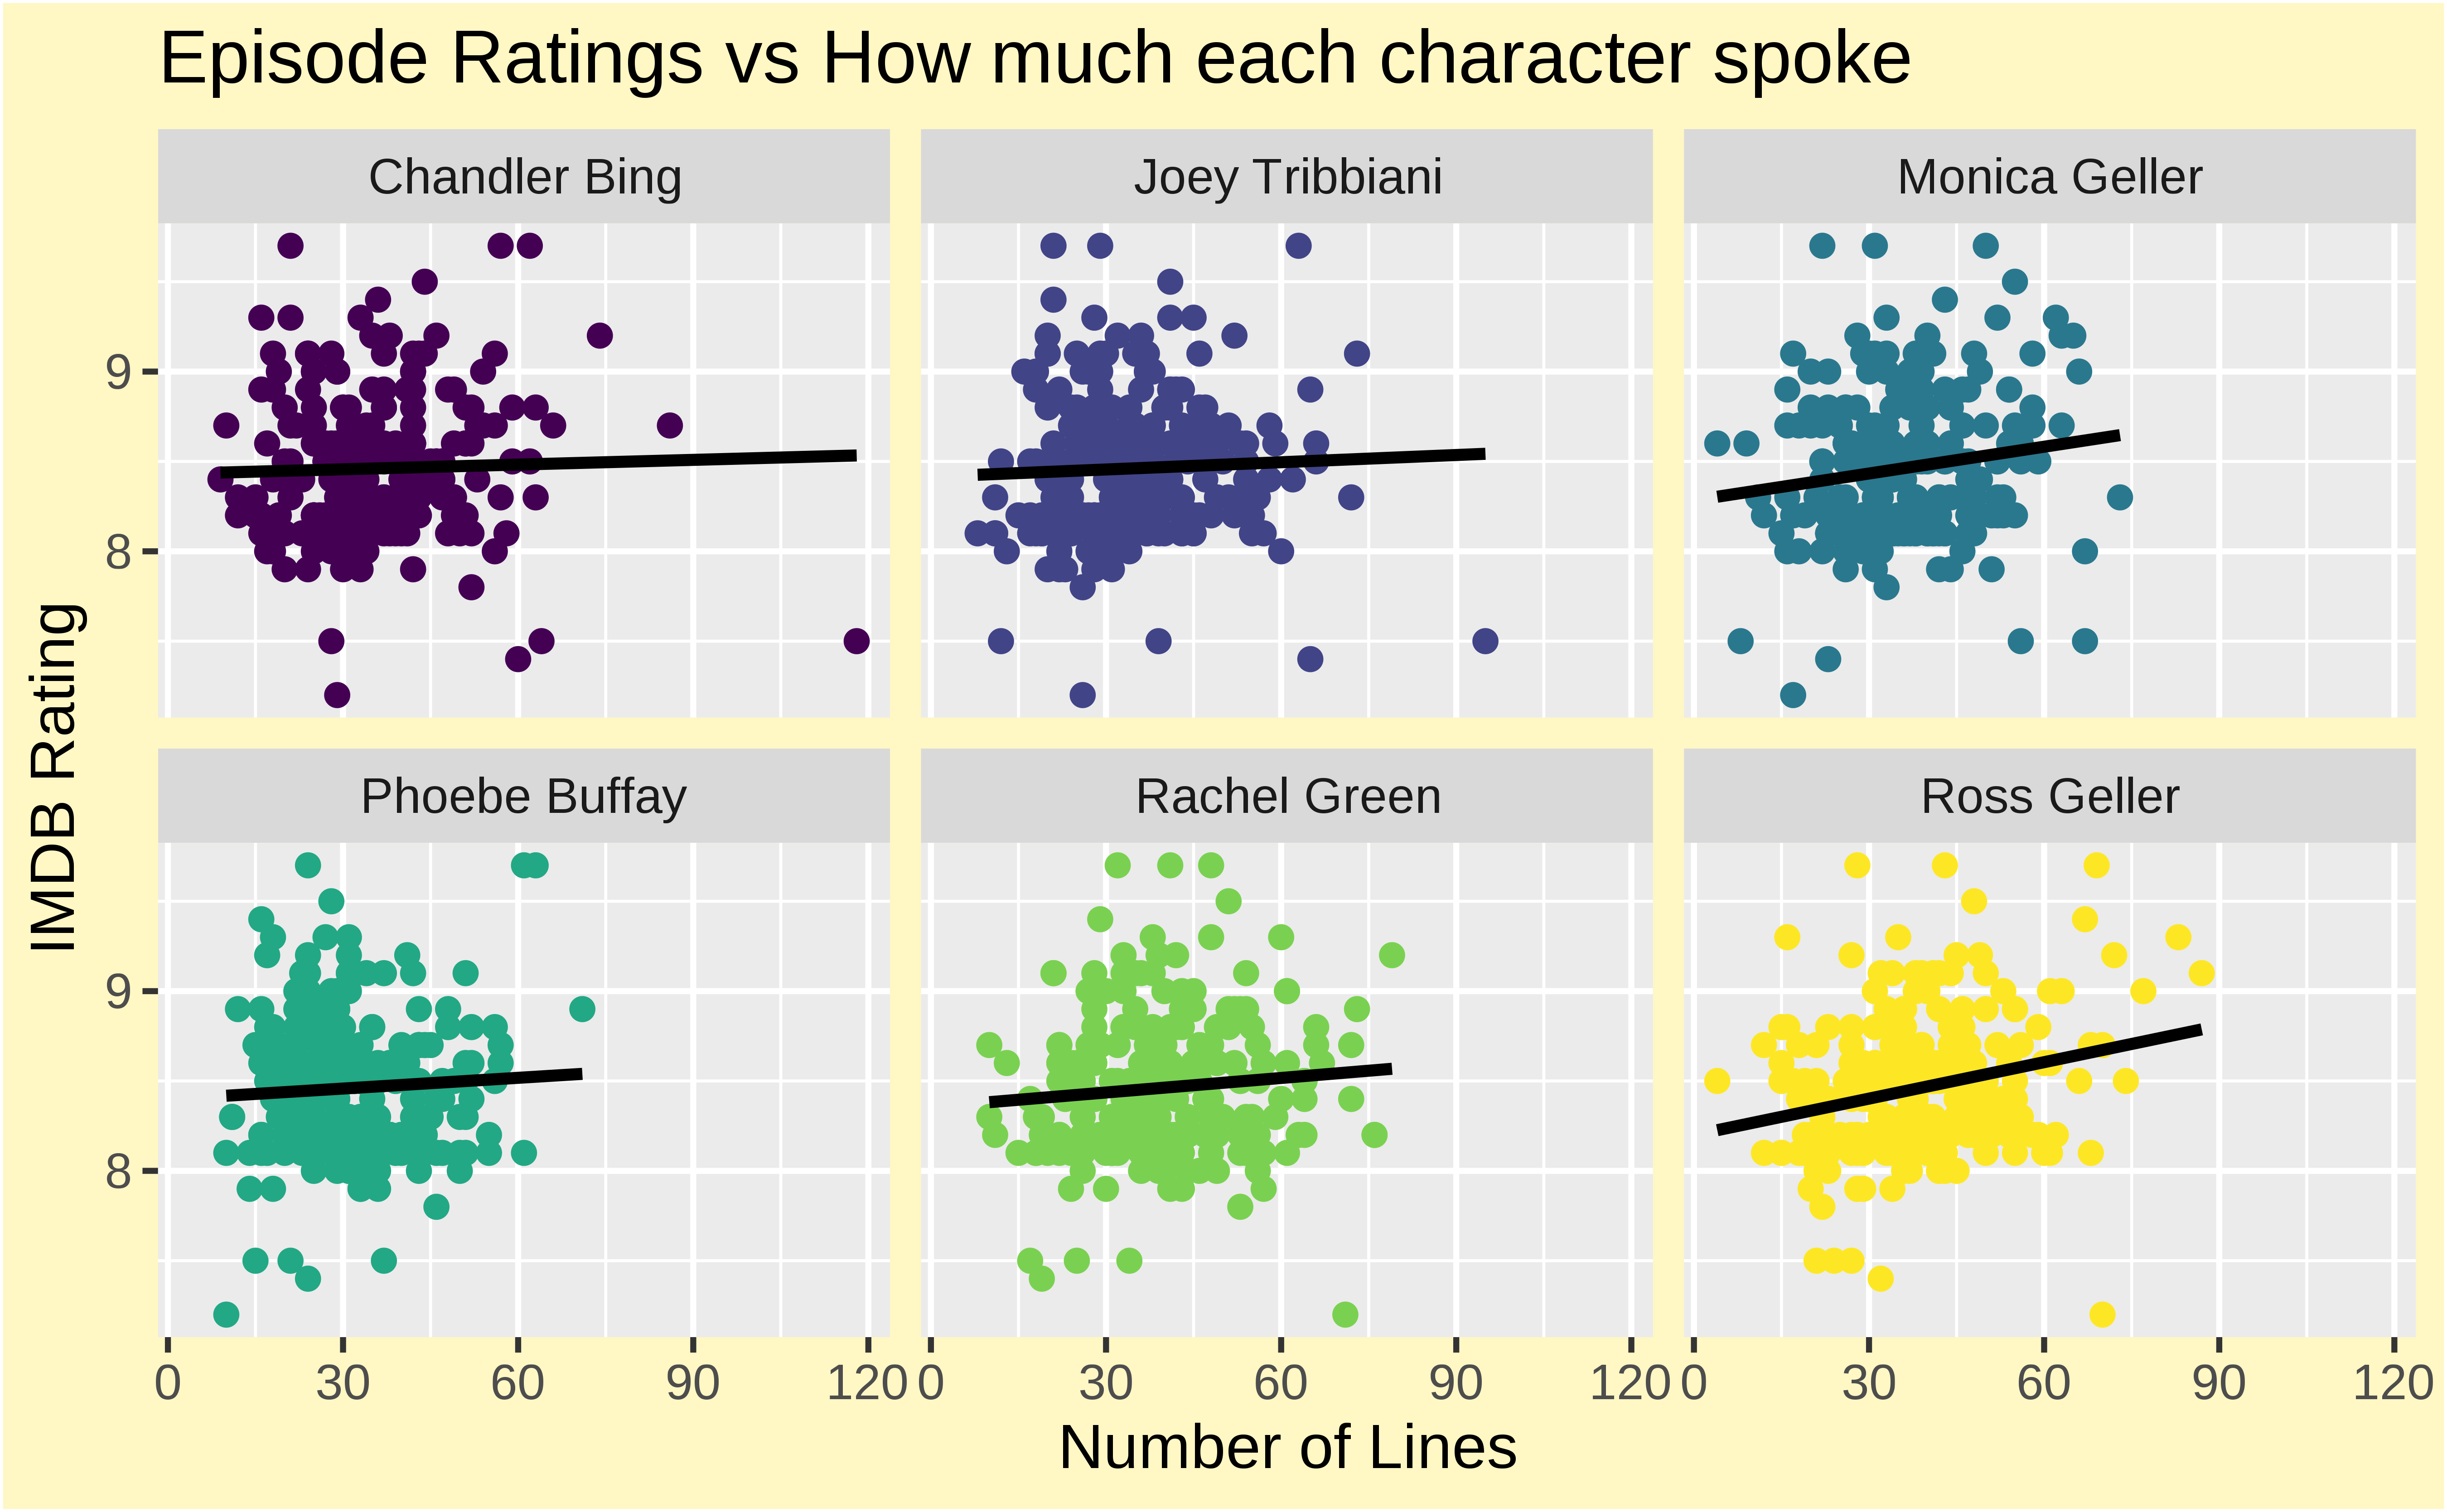 Episode Ratings vs How much each character spoke
Chandler Bing
Joey Tribbiani
Monica Geller
9
8
IMDB Rating
Phoebe Buffay
Rachel Green
Ross Geller
9
8
0 30 60 90 120 0 30 60 90 120 0 30 60 90 120
Number of Lines